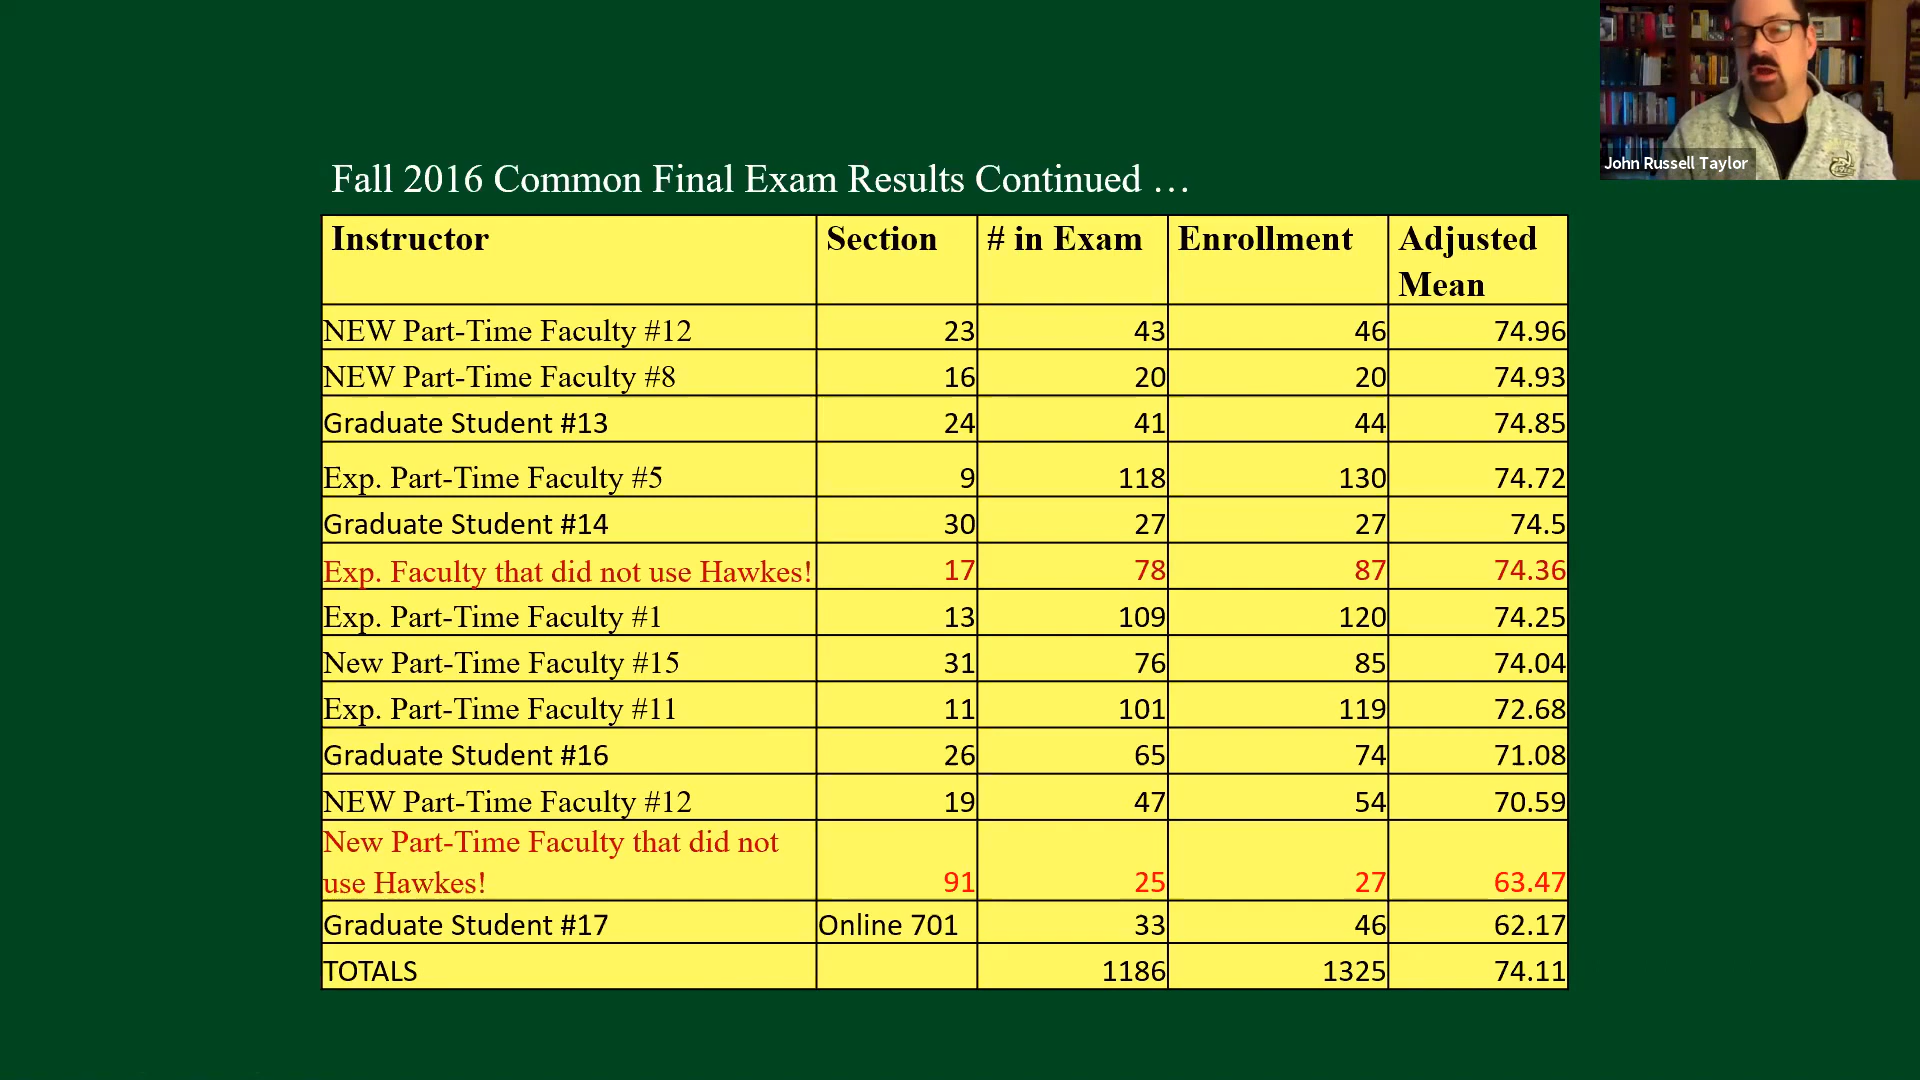 John Russell Taylor
Fall 2016 Common Final Exam Results Continued …
Instructor Section # in Exam Enrollment Adjusted
Mean
NEW Part-Time Faculty #12 23 43 46 74.96
NEW Part-Time Faculty #8 16 20 20 74.93
Graduate Student #13 24 41 44 74.85
Exp. Part-Time Faculty #5 9 118 130 74.72
Graduate Student #14 30 27 27 74.5
Exp. Faculty that did not use Hawkes! 17 78 87 74.36
Exp. Part-Time Faculty #1 13 109 120 74.25
New Part-Time Faculty #15 31 76 85 74.04
Exp. Part-Time Faculty #11 11 101 119 72.68
Graduate Student #16 26 65 74 71.08
NEW Part-Time Faculty #12 19 47 54 70.59
New Part-Time Faculty that did not
use Hawkes! 91 25 27 63.47
Graduate Student #17 Online 701 33 46 62.17
TOTALS 1186 1325 74.11